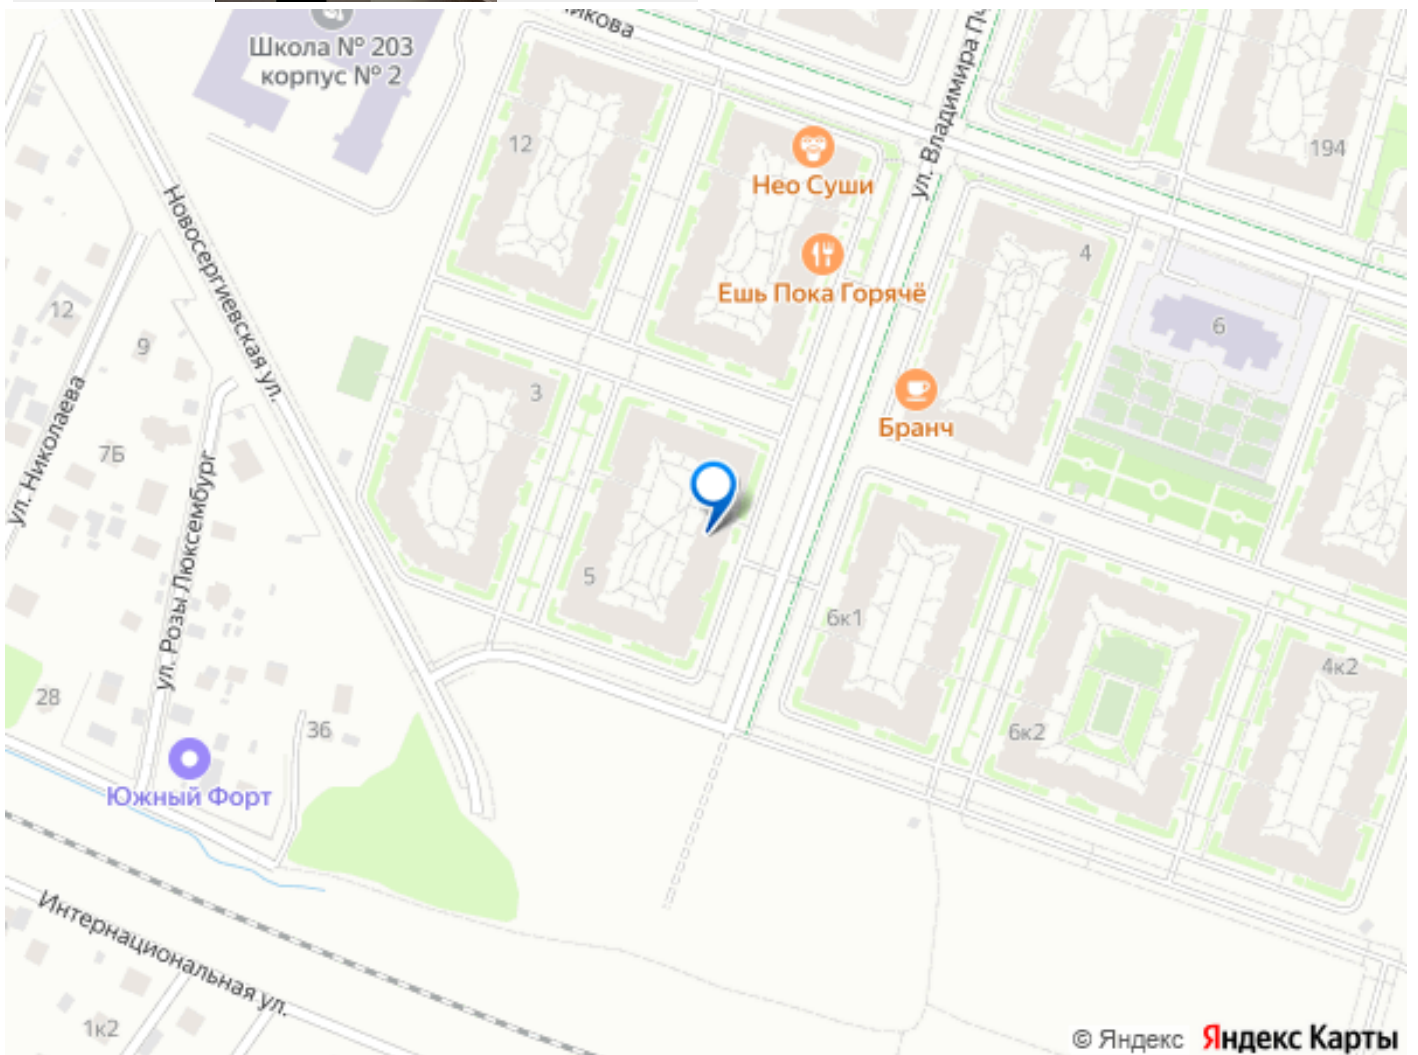 Школа № 203
корпус № 2
ул. Владимира
12
Нео Суши
194
Новосергиевская ул.
4
Ешь Пока Горячё
12
6
9
3
Бранч
ул. Николаева
7Б
ул. Розы Люксембург
5
6к1
4к2
28
36
6к2
Южный Форт
Интернациональная ул.
1к2
© Яндекс Яндекс Карты